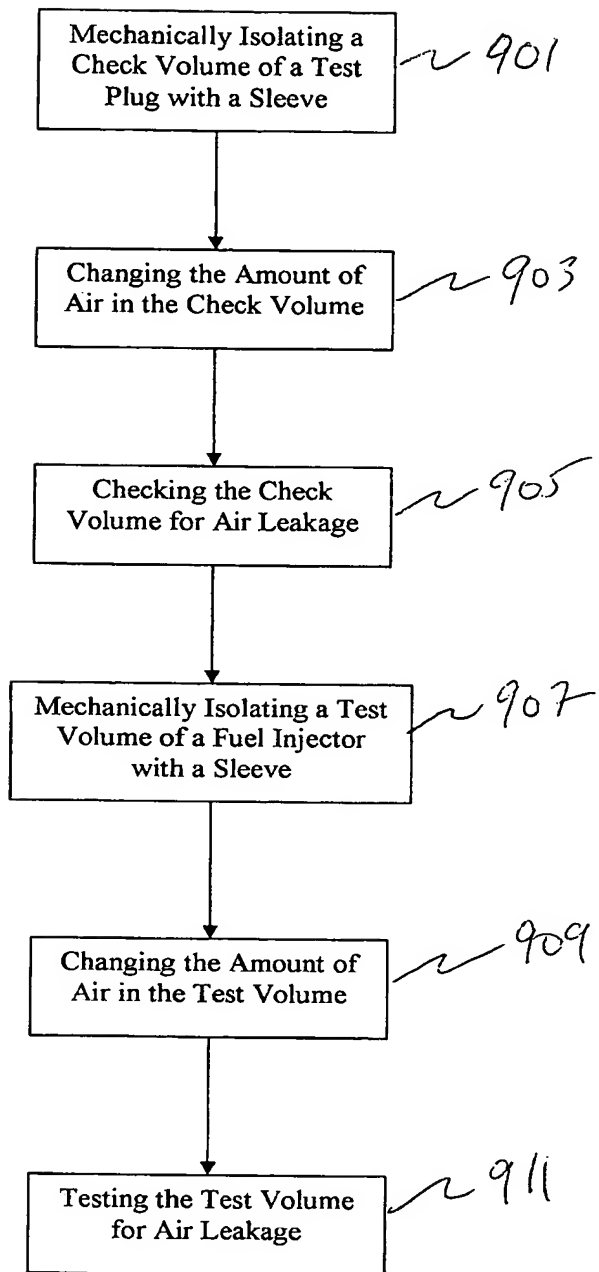 Mechanically Isolating a
Check Volume of a Test
Plug with a Sleeve
901
Changing the Amount of
Air in the Check Volume
903
Checking the Check
Volume for Air Leakage
905
Mechanically Isolating a Test
Volume of a Fuel Injector
with a Sleeve
907
Changing the Amount of
Air in the Test Volume
909
Testing the Test Volume
for Air Leakage
911